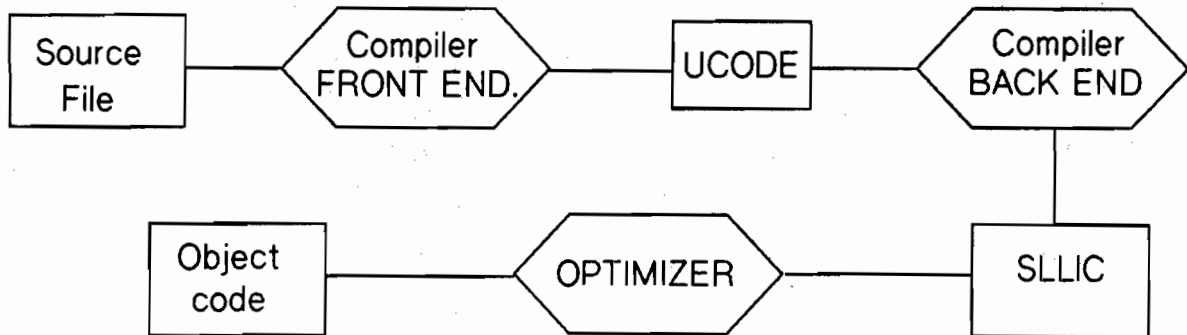 Source
File
Compiler
FRONT END.
UCODE
Compiler
BACK END
Object
code
OPTIMIZER
SLLIC